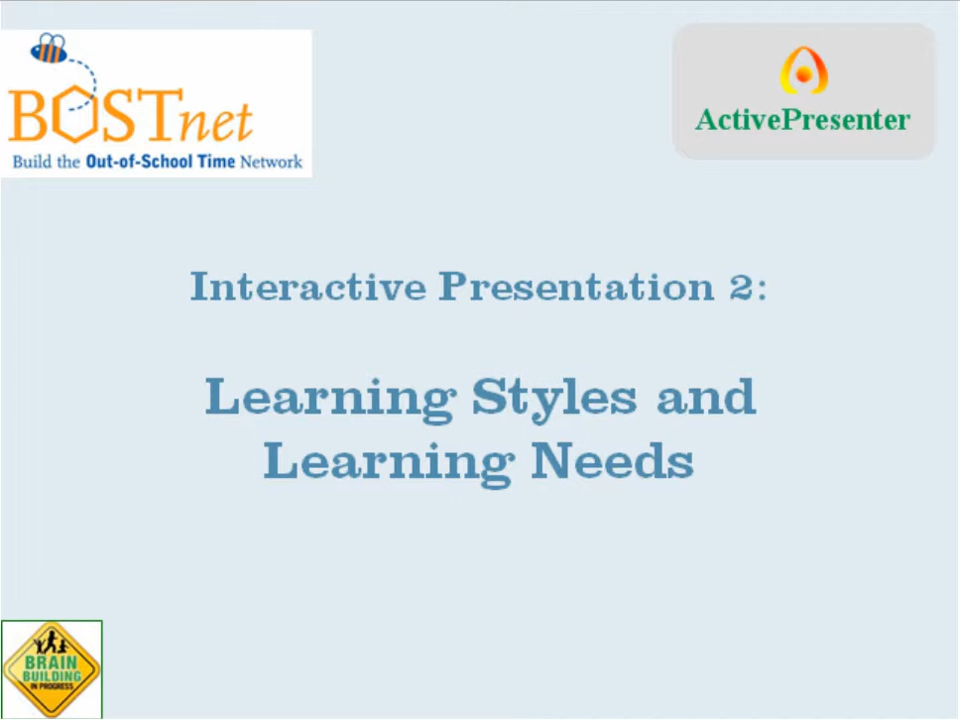 BOSTnet
Build the Out-of-School Time Network
ActivePresenter
Interactive Presentation 2:
Learning Styles and
Learning Needs
BRAIN
BUILDING
IN PROGRESS